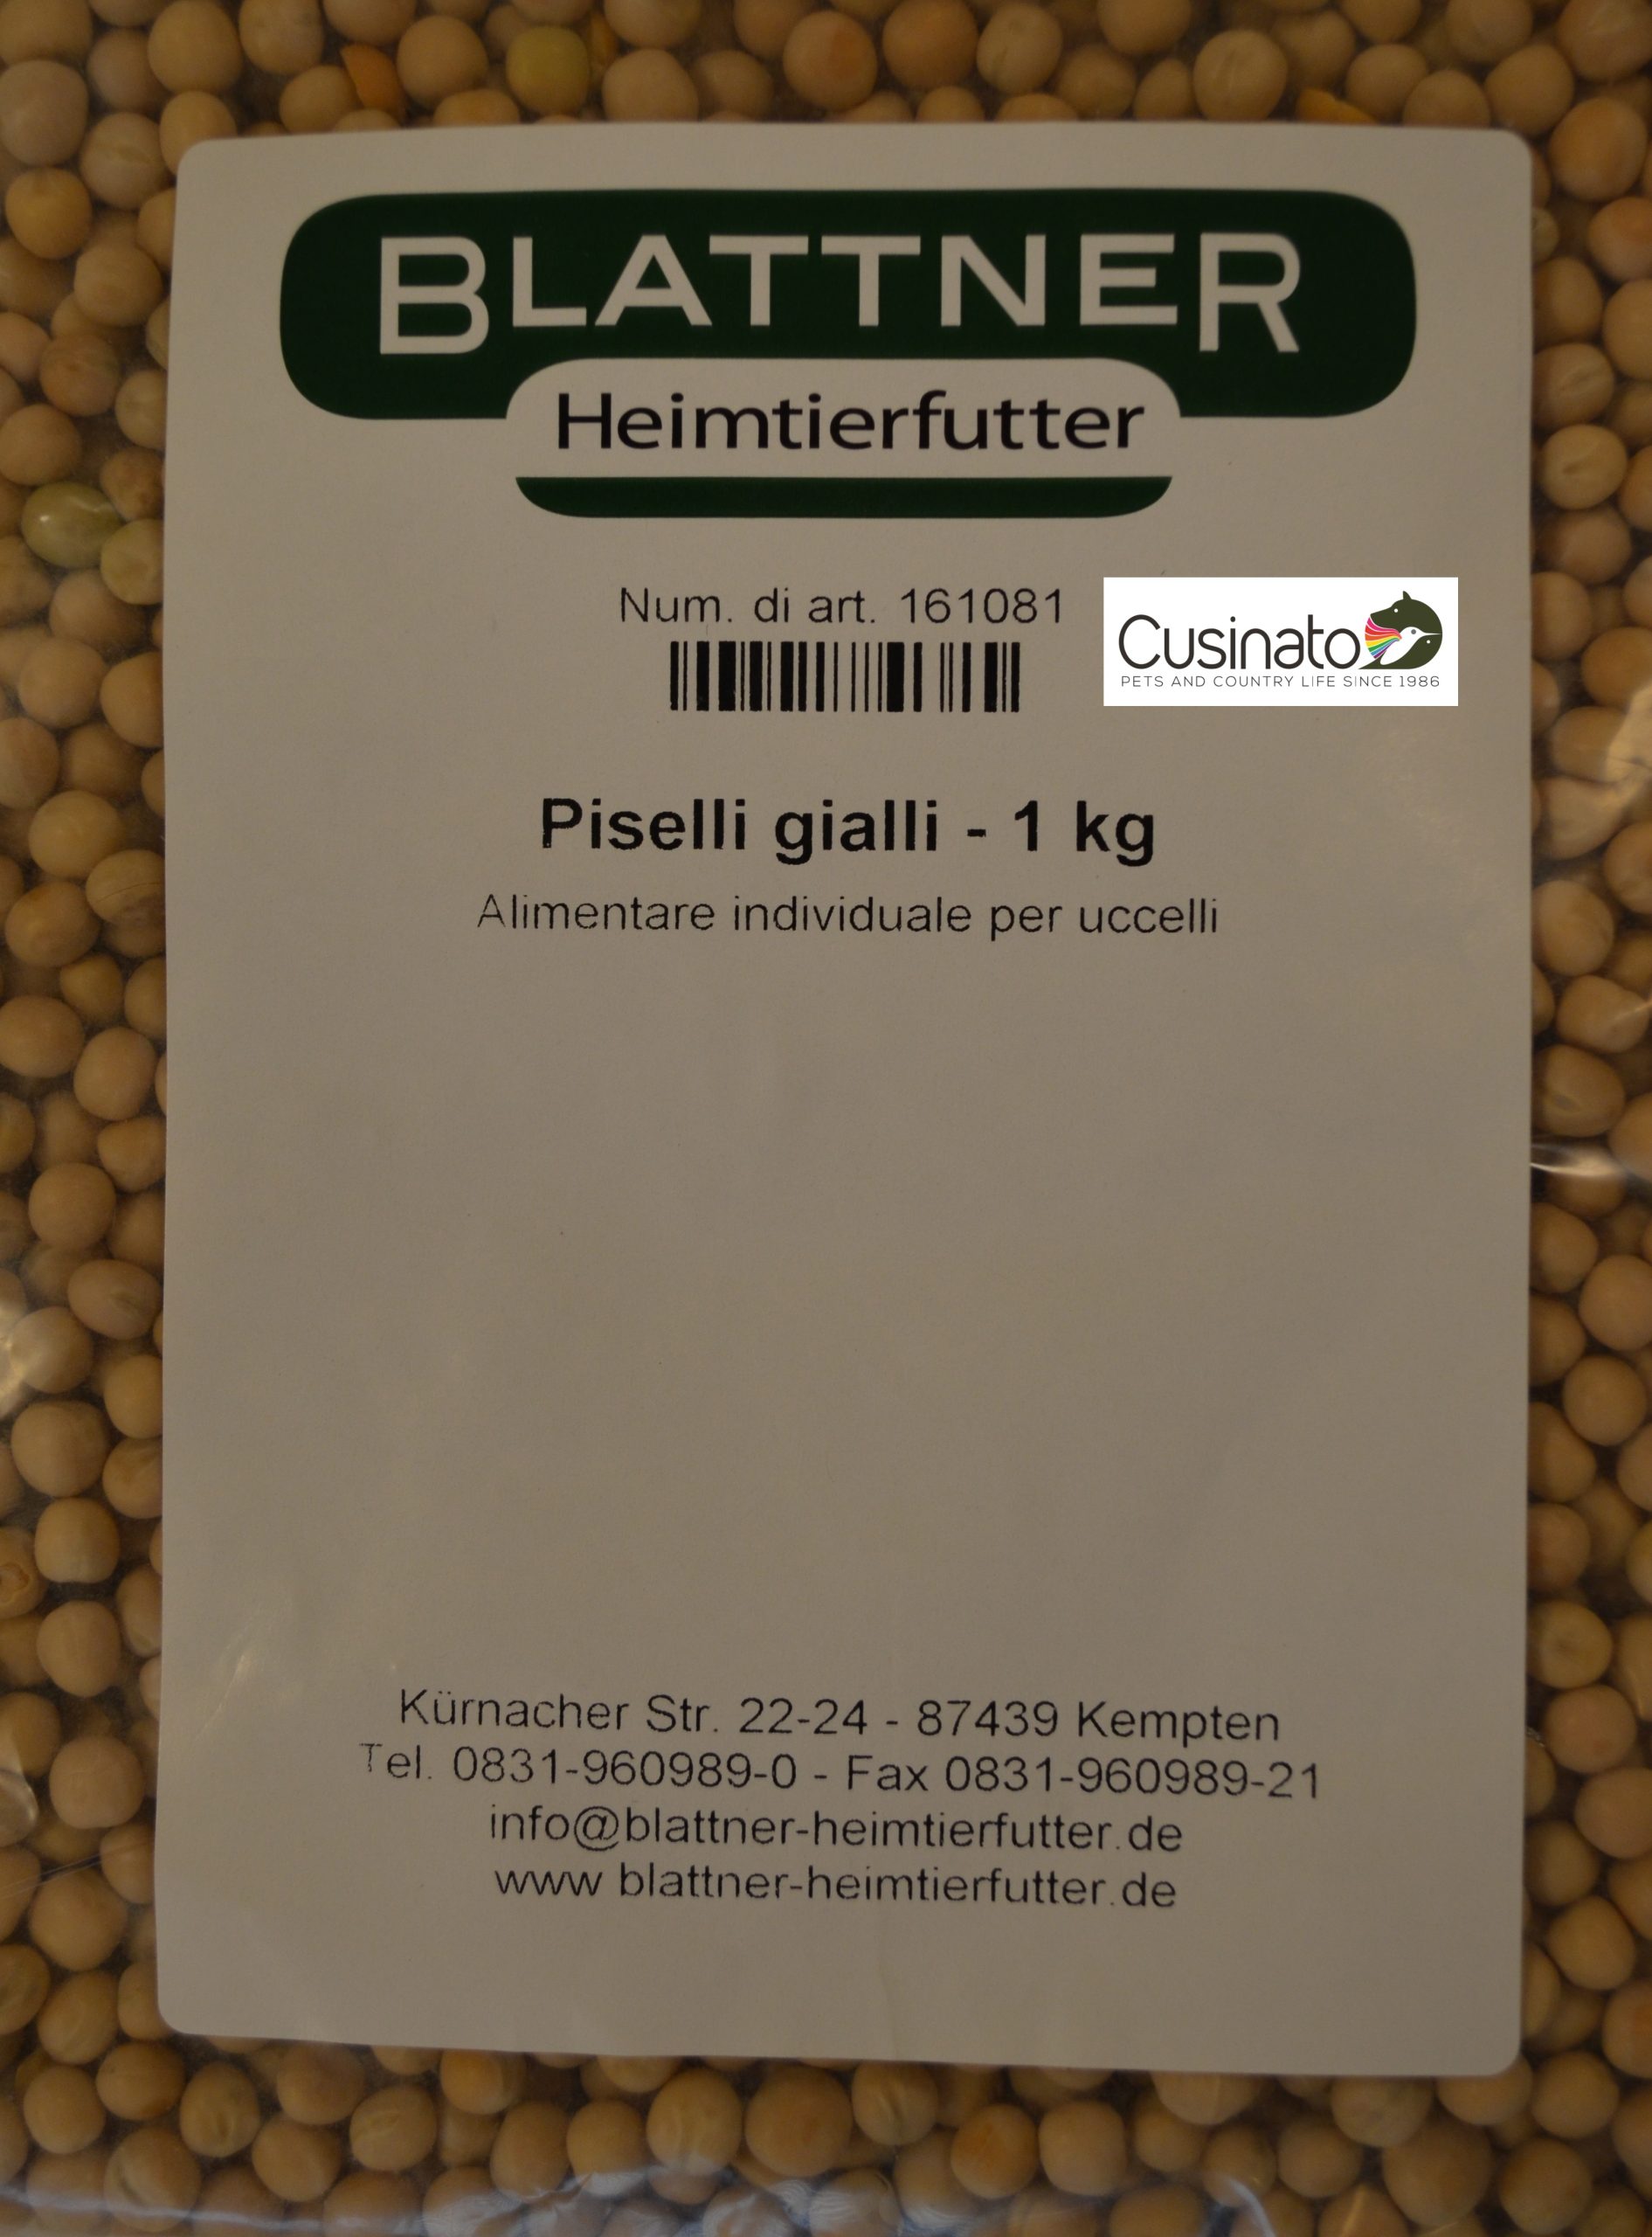 BLATTNER
Heimtierfutter
Num. di art. 161081
Cusinato
PETS AND COUNTRY LIFE SINCE 1986
Piselli gialli - 1 kg
Alimentare individuale per uccelli
Kürnacher Str. 22-24 - 87439 Kempten
Tel. 0831-960989-0 - Fax 0831-960989-21
info@blattner-heimtierfutter.de
www.blattner-heimtierfutter.de